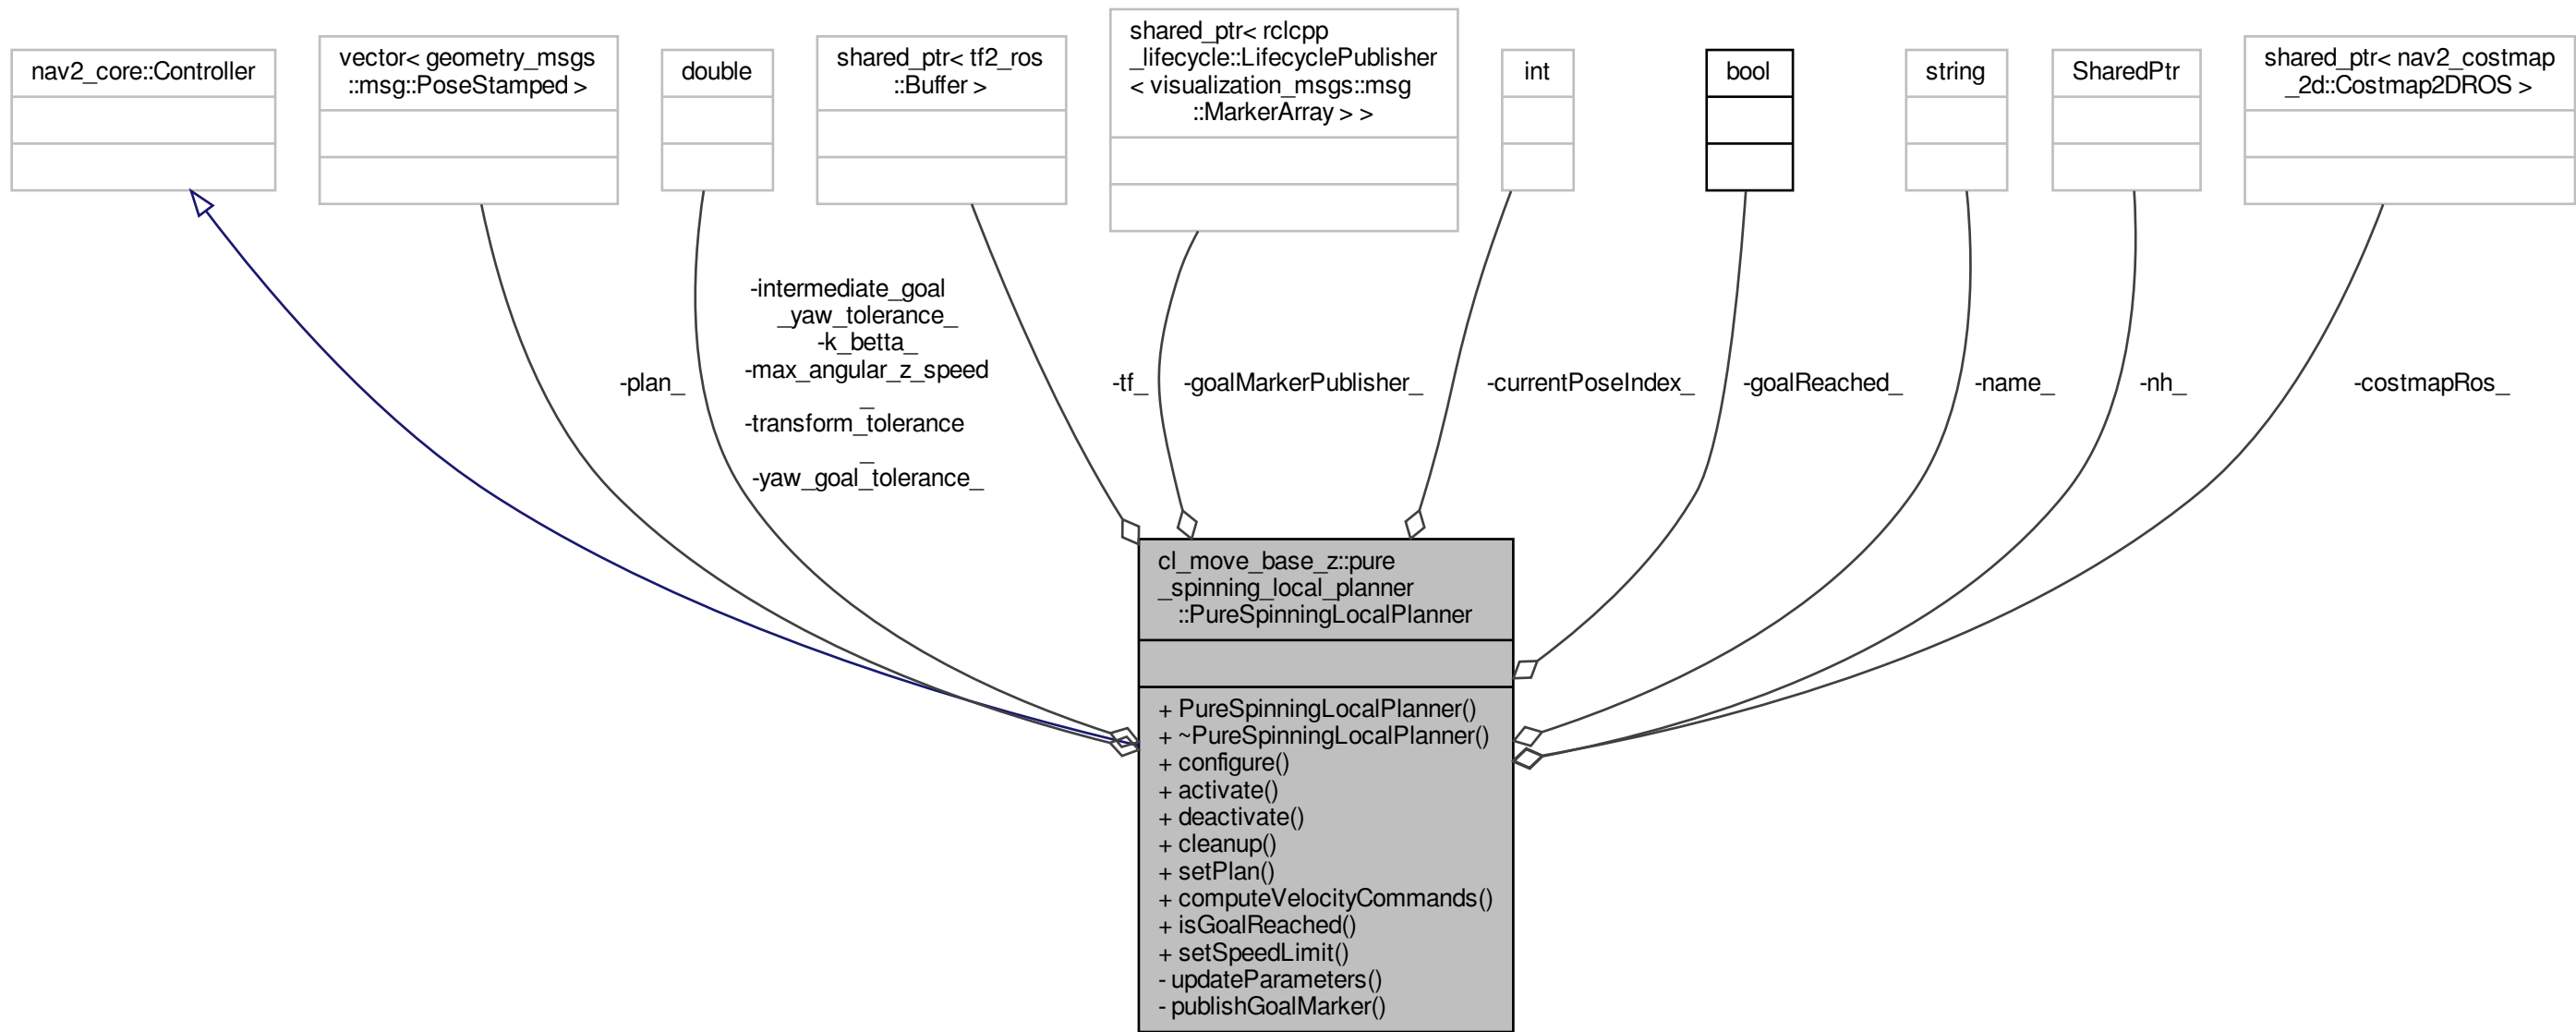 nav2_core::Controller
vector< geometry_msgs
::msg::PoseStamped >
double
shared_ptr< tf2_ros
::Buffer >
shared_ptr< rclcpp
_lifecycle::LifecyclePublisher
< visualization_msgs::msg
::MarkerArray > >
int
bool
string
SharedPtr
shared_ptr< nav2_costmap
_2d::Costmap2DROS >
-plan_
-intermediate_goal
_yaw_tolerance_
-k_betta_
-max_angular_z_speed
_
-transform_tolerance
_
-yaw_goal_tolerance_
-tf_
-goalMarkerPublisher_
-currentPoseIndex_
-goalReached_
-name_
-nh_
-costmapRos_
cl_move_base_z::pure
_spinning_local_planner
::PureSpinningLocalPlanner
+ PureSpinningLocalPlanner()
+ ~PureSpinningLocalPlanner()
+ configure()
+ activate()
+ deactivate()
+ cleanup()
+ setPlan()
+ computeVelocityCommands()
+ isGoalReached()
+ setSpeedLimit()
- updateParameters()
- publishGoalMarker()